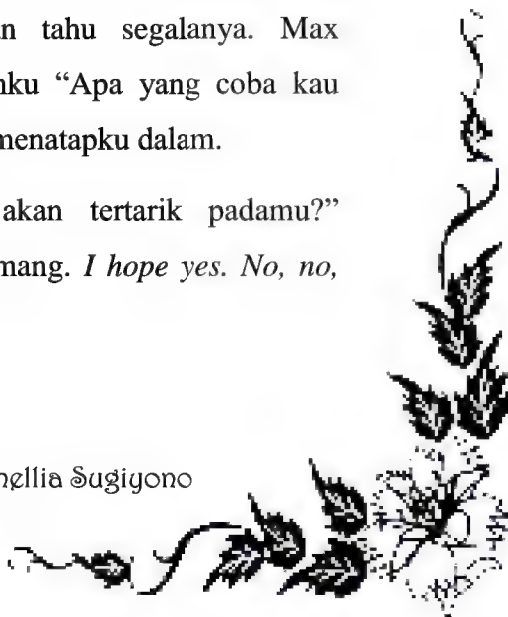 n tahu segalanya. Max
nku “Apa yang coba kau
menatapku dalam.
akan tertarik padamu?”
mang. I hope yes. No, no,
nellia Sugiyono